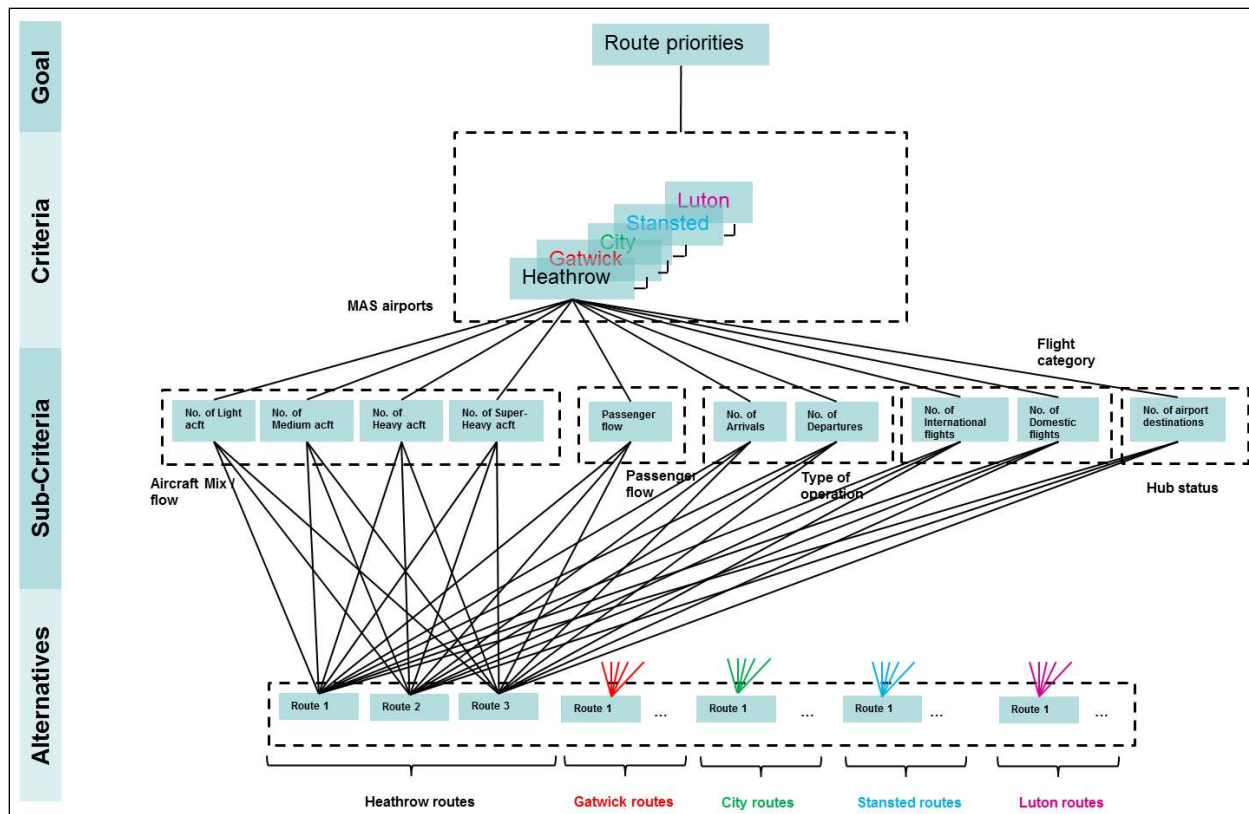 Goal
Route priorities
Criteria
Luton
Stansted
City
Gatwick
Heathrow
MAS airports
Sub-Criteria
Flight
category
No. of Light
acft
No. of
Medium acft
No. of
Heavy acft
No. of Super-
Heavy acft
Passenger
flow
No. of
Arrivals
No. of
Departures
No. of
International
flights
No. of
Domestic
flights
No. of airport
destinations
Aircraft Mix /
flow
Passenger
flow
Type of
operation
Hub status
Alternatives
Route 1
Route 2
Route 3
Route 1
...
Route 1
...
Route 1
...
Route 1
...
Heathrow routes
Gatwick routes
City routes
Stansted routes
Luton routes